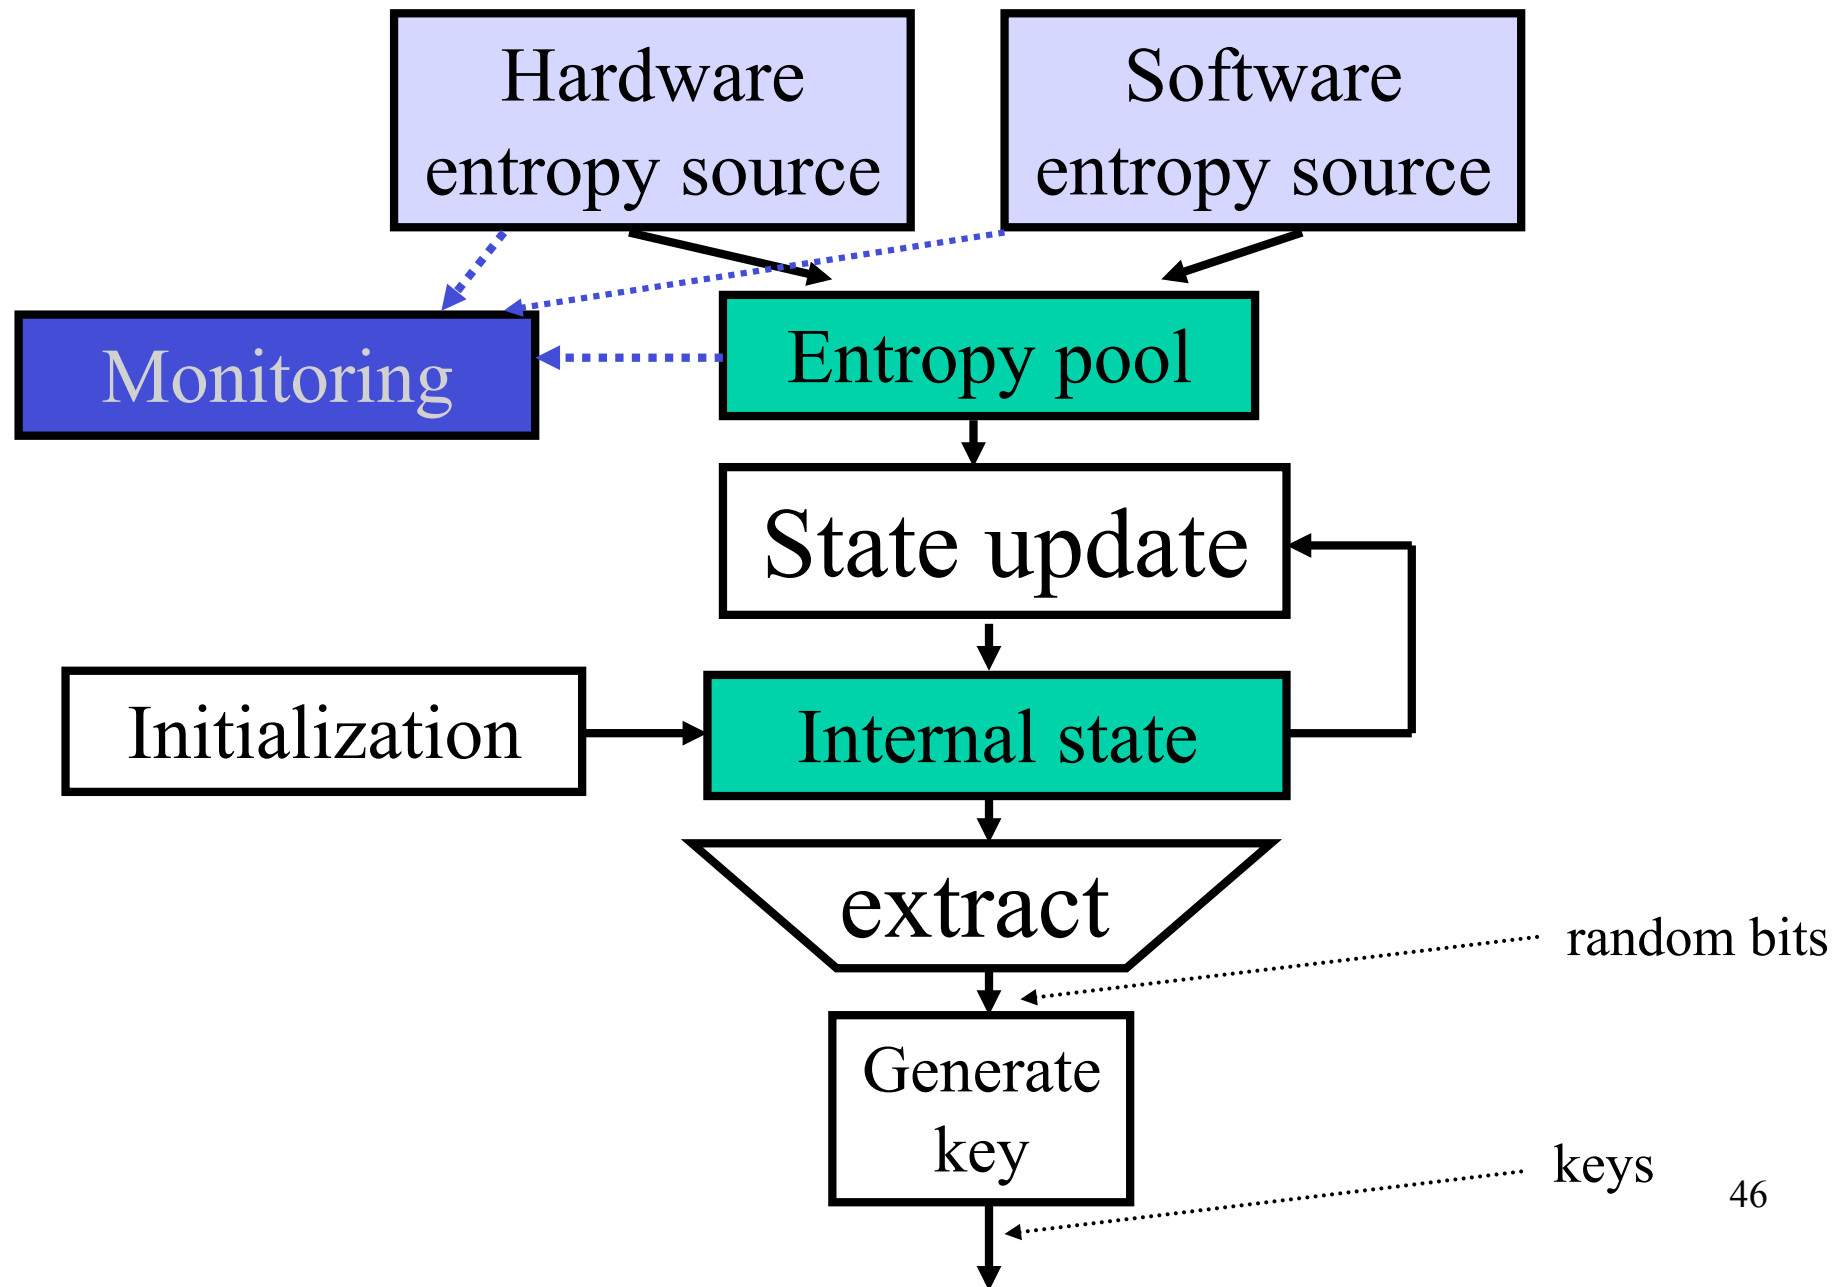 Hardware
entropy source
Software
entropy source
Monitoring
Entropy pool
State update
Initialization
Internal state
extract
random bits
Generate
key
keys
46